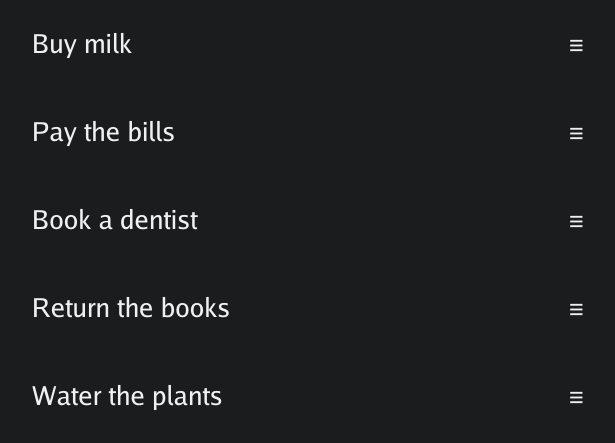 Buy milk
Pay the bills
Book a dentist
Return the books
Water the plants